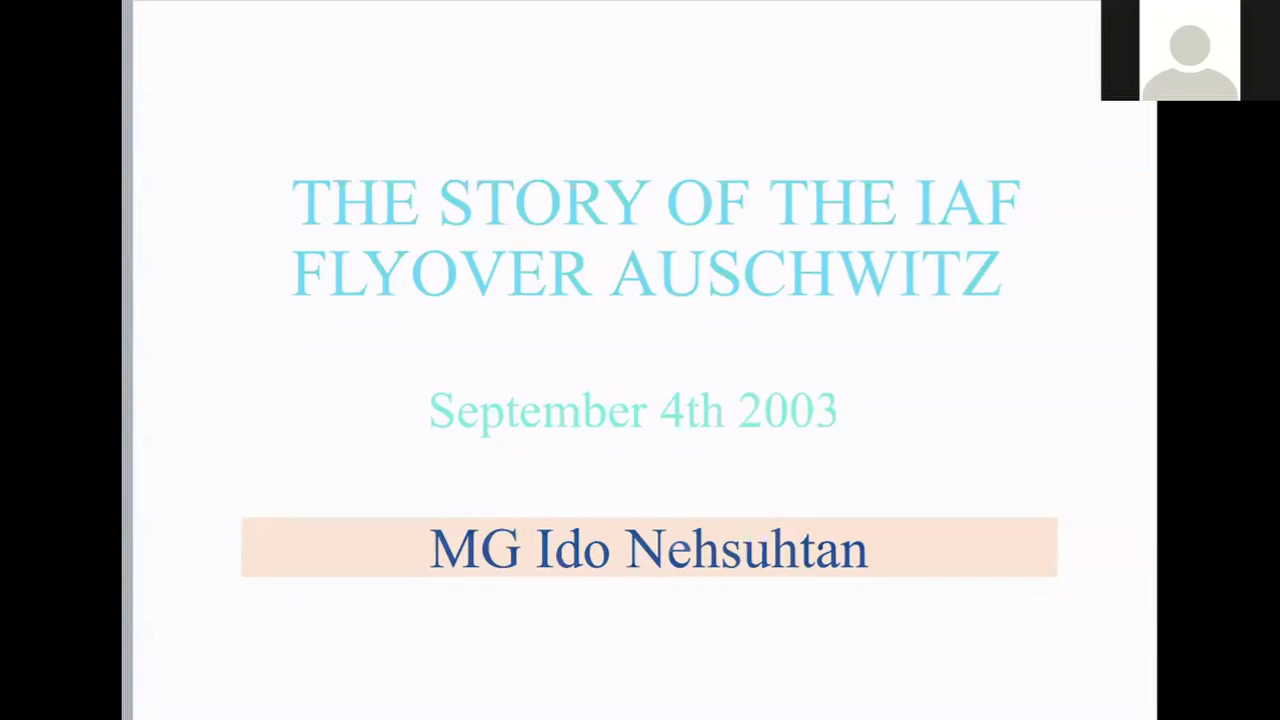 THE STORY OF THE IAF
FLYOVER AUSCHWITZ
September 4th 2003
MG Ido Nehsuhtan